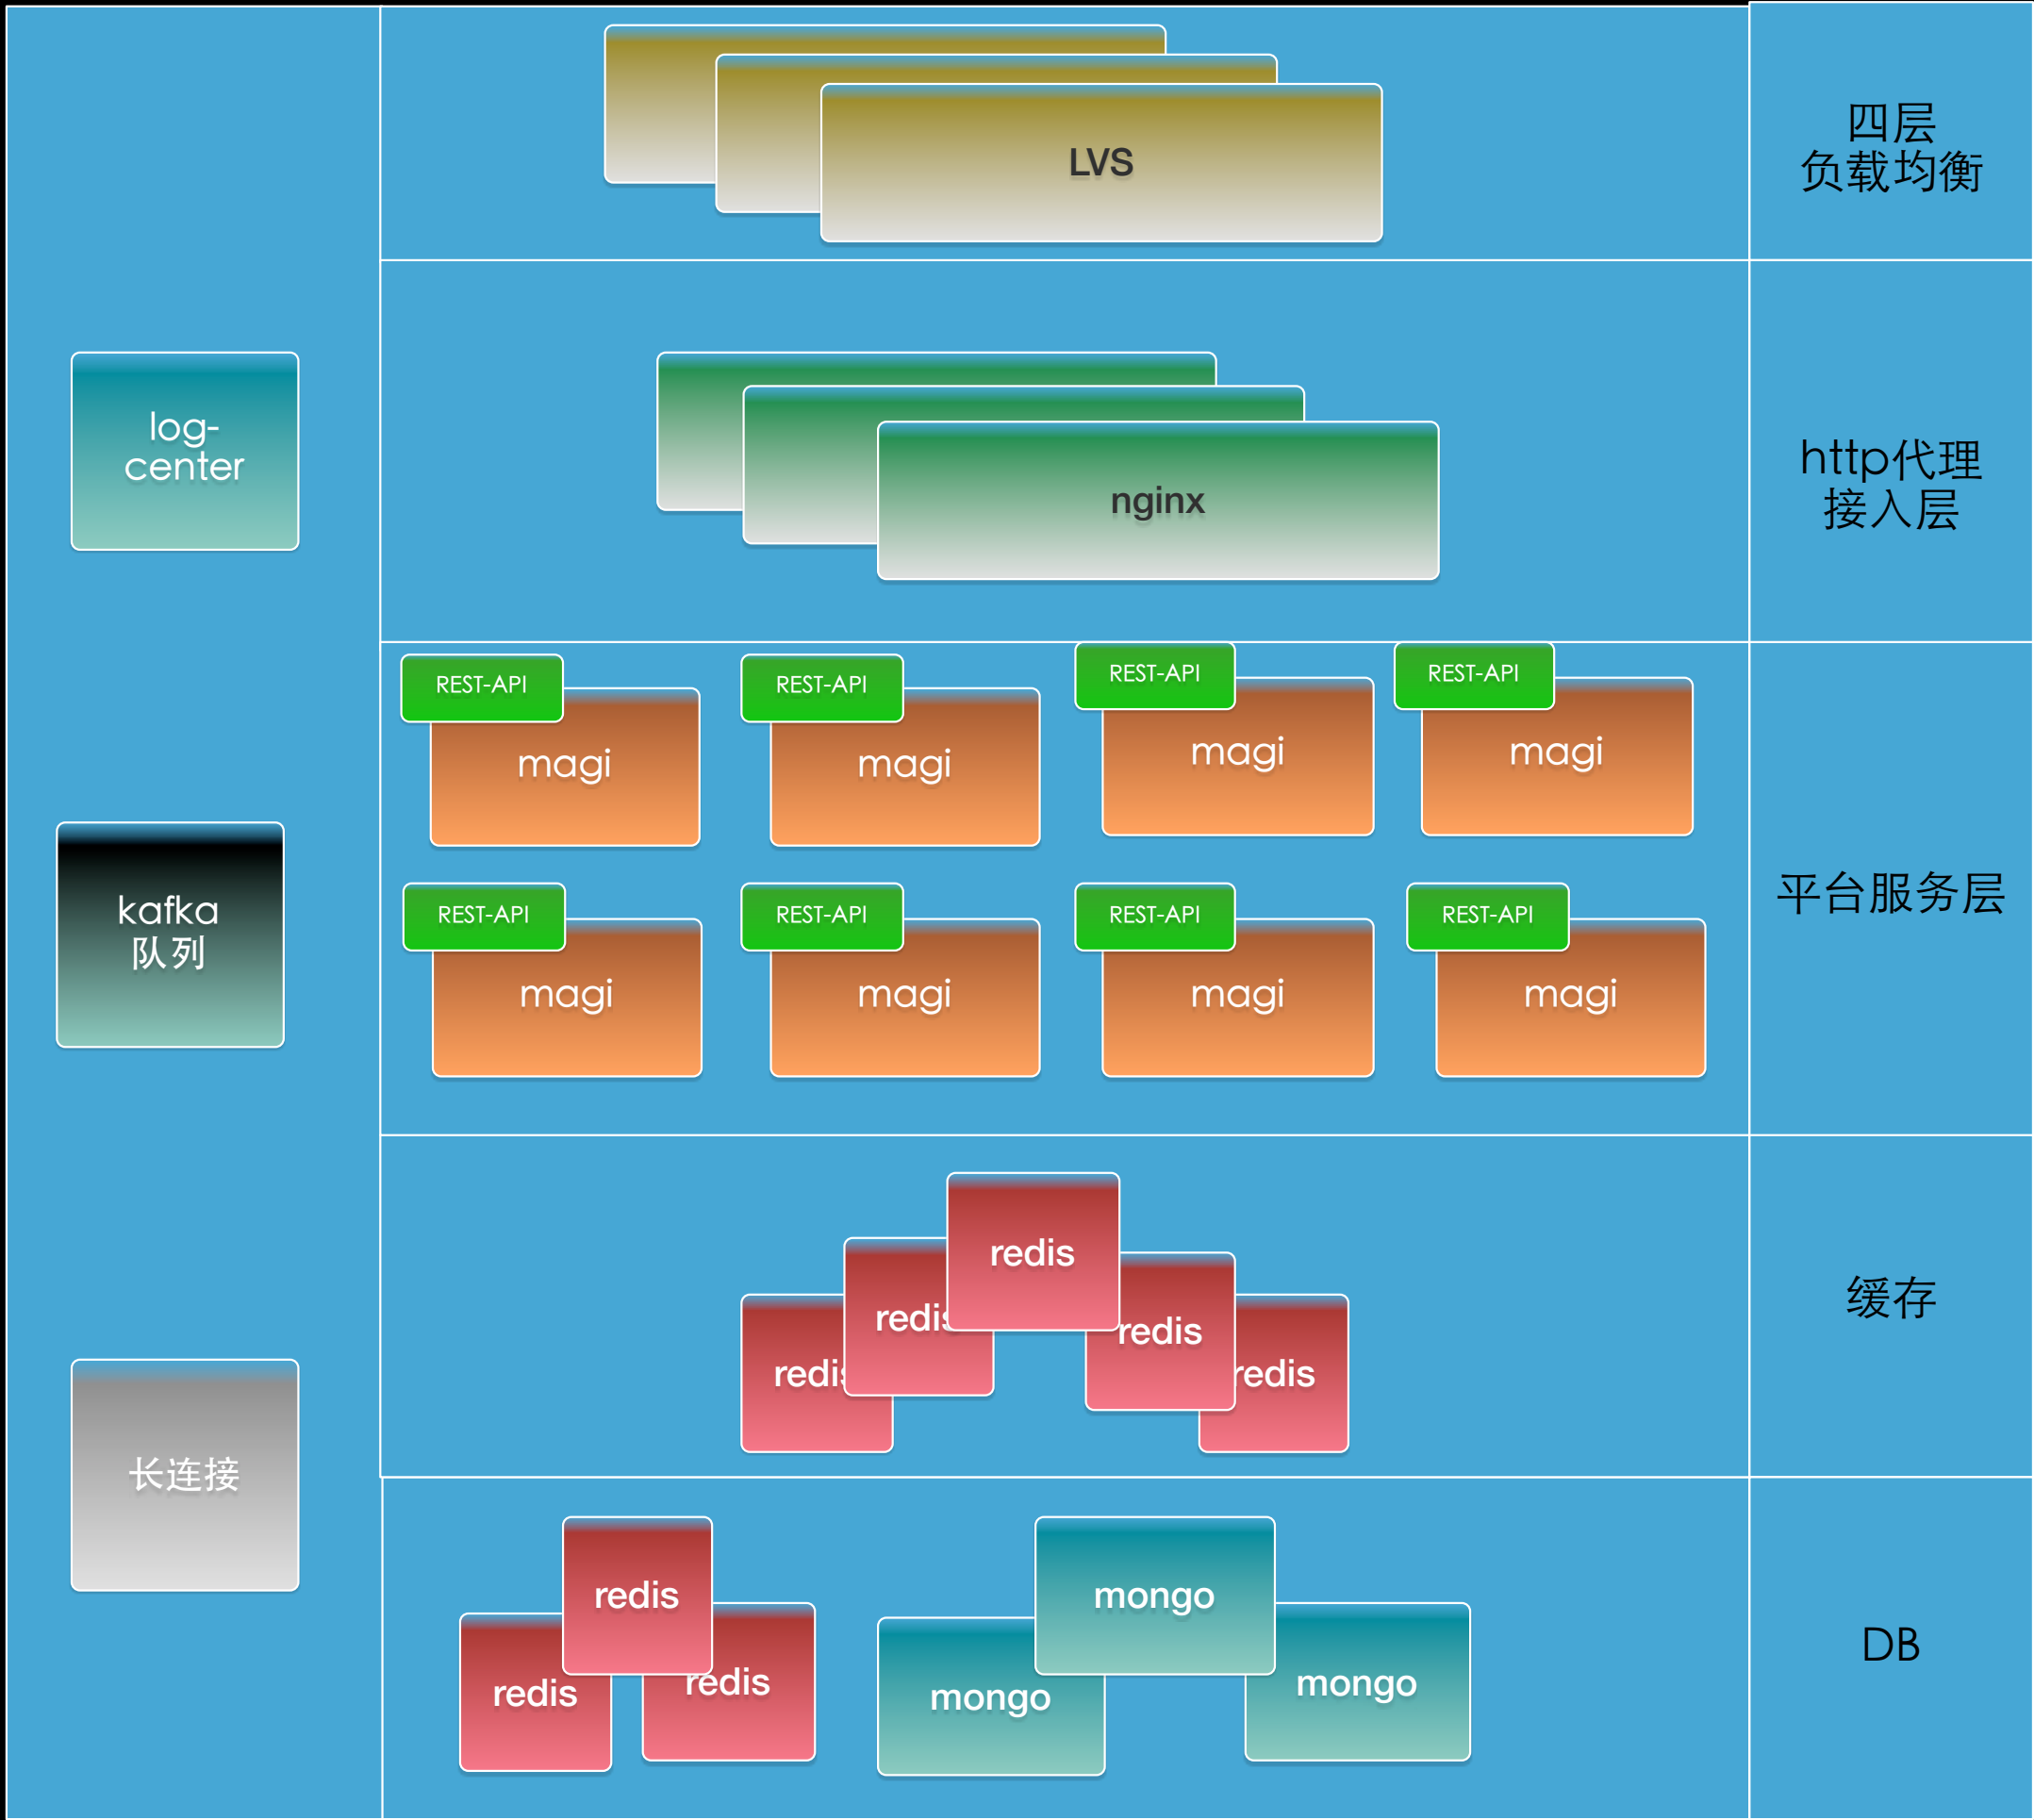 LVS
四层
负载均衡
log-
center
nginx
http代理
接入层
REST-API
REST-API
REST-API
REST-API
magi
magi
magi
magi
kafka
队列
REST-API
REST-API
REST-API
REST-API
magi
magi
magi
magi
平台服务层
redis
redis
redis
redis
redis
缓存
长连接
redis
redis
redis
mongo
mongo
mongo
DB